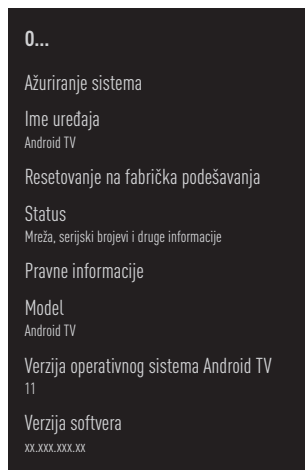 O...
Ažuriranje sistema
Ime uređaja
Android TV
Resetovanje na fabrička podešavanja
Status
Mreža, serijski brojevi i druge informacije
Pravne informacije
Model
Android TV
Verzija operativnog sistema Android TV
11
Verzija softvera
xx.xxx.xxx.xx